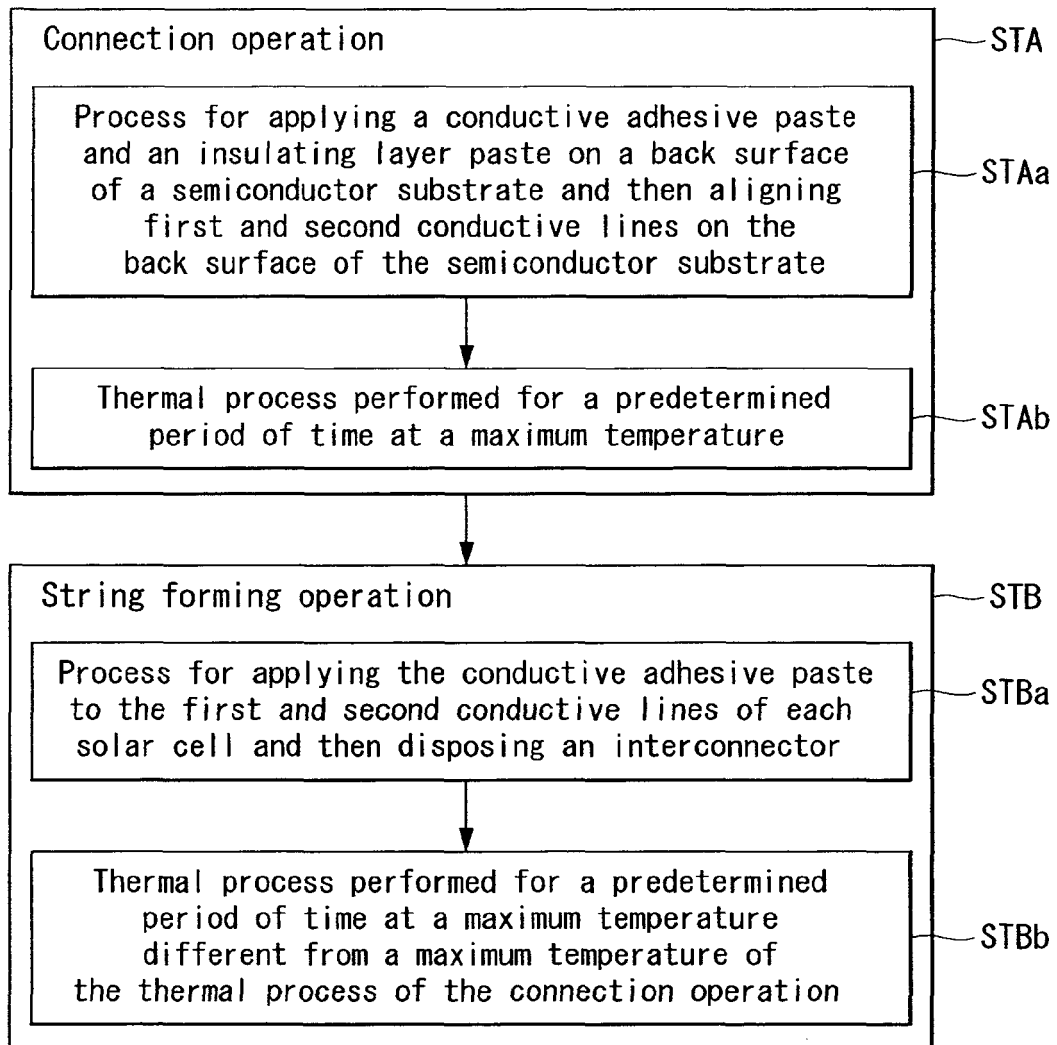 Connection operation
STA
Process for applying a conductive adhesive paste
and an insulating layer paste on a back surface
of a semiconductor substrate and then aligning
first and second conductive lines on the
back surface of the semiconductor substrate
STAa
Thermal process performed for a predetermined
period of time at a maximum temperature
STAb
String forming operation
STB
Process for applying the conductive adhesive paste
to the first and second conductive lines of each
solar cell and then disposing an interconnector
STBa
Thermal process performed for a predetermined
period of time at a maximum temperature
different from a maximum temperature of
the thermal process of the connection operation
STBb